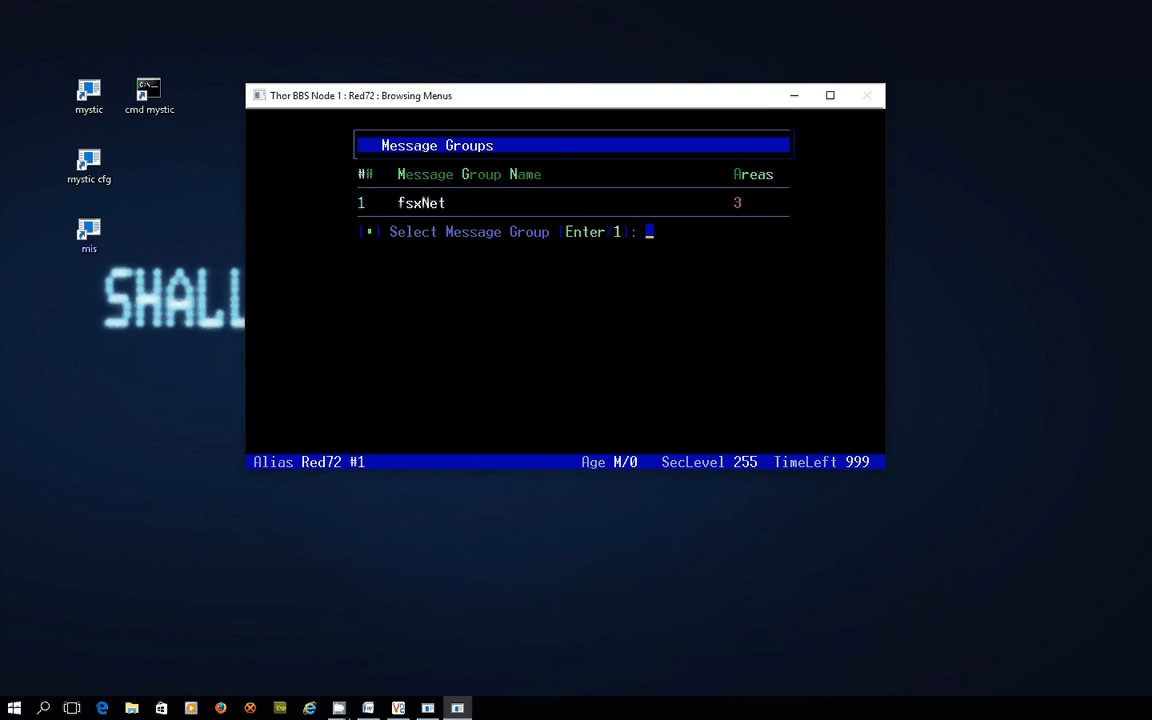 mystic
cmd mystic
mystic cfg
mis
SHALL
Thor BBS Node 1 : Red72 : Browsing Menus
Message Groups
## Message Group Name Areas
1 fsxNet 3
Select Message Group [Enter/1]:
Alias Red72 #1 Age M/0 SecLevel 255 TimeLeft 999